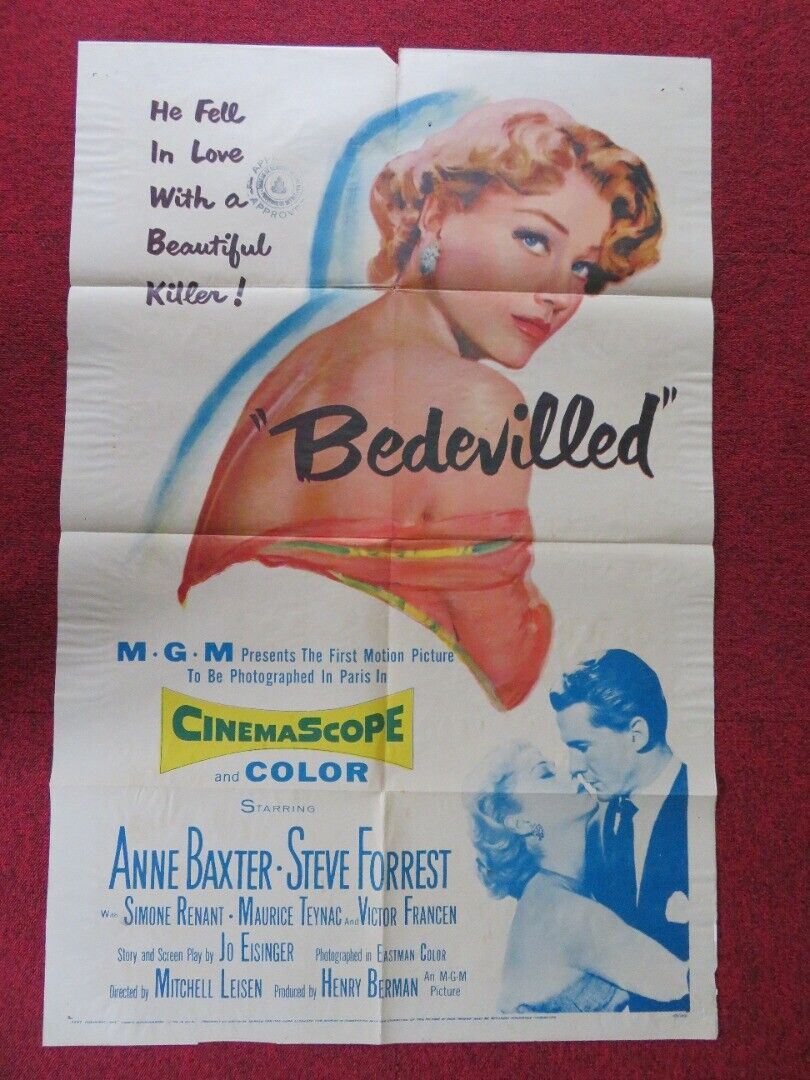 He Fell
In Love
With a
Beautiful
Killer!
APPROVED
"Bedevilled"
M·G·M Presents The First Motion Picture
To Be Photographed In Paris In
CINEMASCOPE
and COLOR
STARRING
ANNE BAXTER · STEVE FORREST
With SIMONE RENANT · MAURICE TEYNAC And VICTOR FRANCEN
Story and Screen Play by JO EISINGER Photographed in EASTMAN COLOR
Directed by MITCHELL LEISEN Produced by HENRY BERMAN An M-G-M Picture